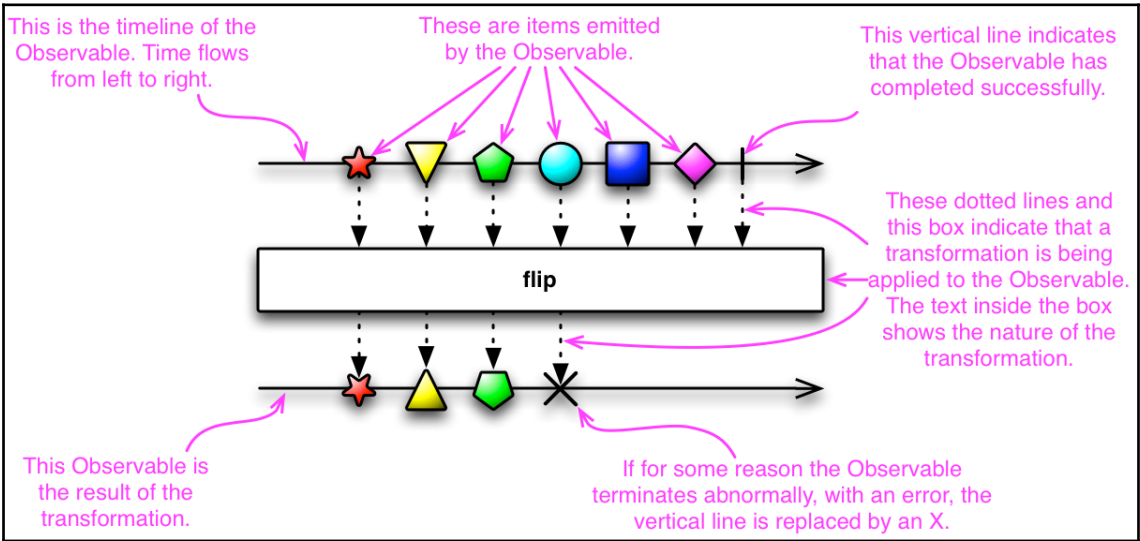 This is the timeline of the
Observable. Time flows
from left to right.
These are items emitted
by the Observable.
This vertical line indicates
that the Observable has
completed successfully.
These dotted lines and
this box indicate that a
transformation is being
applied to the Observable.
The text inside the box
shows the nature of the
transformation.
flip
This Observable is
the result of the
transformation.
If for some reason the Observable
terminates abnormally, with an error, the
vertical line is replaced by an X.